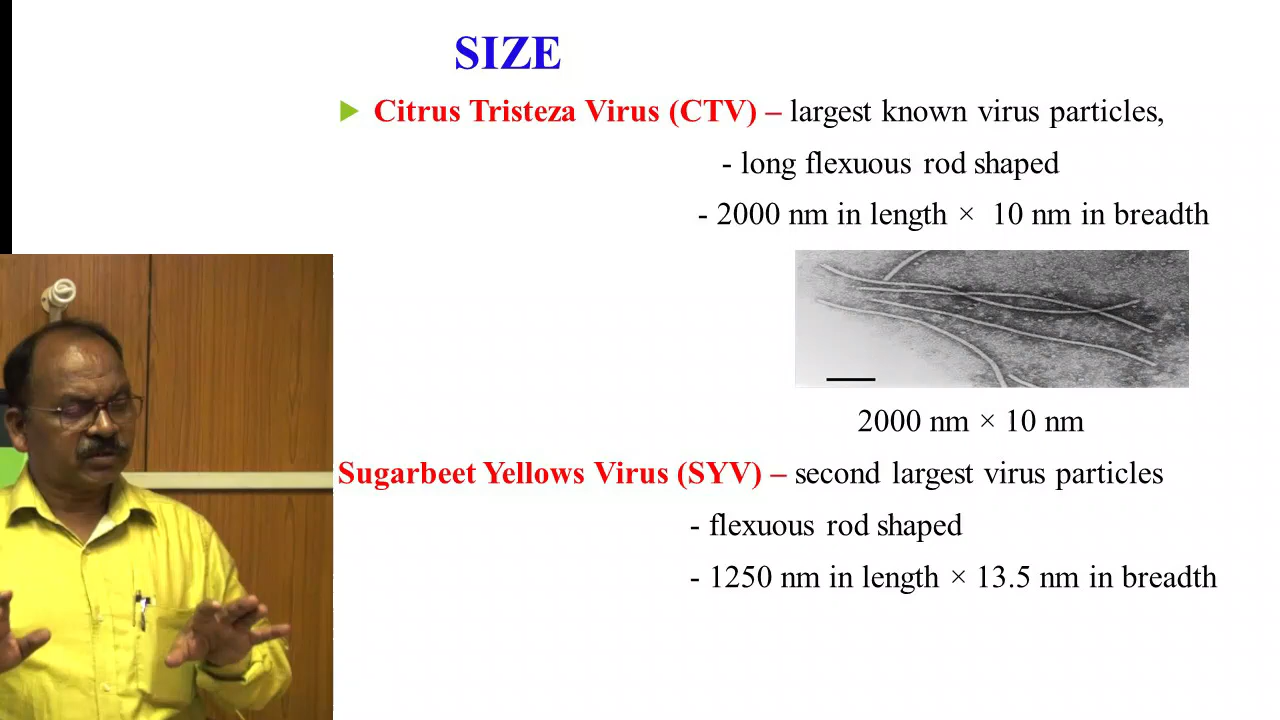 SIZE
Citrus Tristeza Virus (CTV) – largest known virus particles,
- long flexuous rod shaped
- 2000 nm in length × 10 nm in breadth
2000 nm × 10 nm
Sugarbeet Yellows Virus (SYV) – second largest virus particles
- flexuous rod shaped
- 1250 nm in length × 13.5 nm in breadth